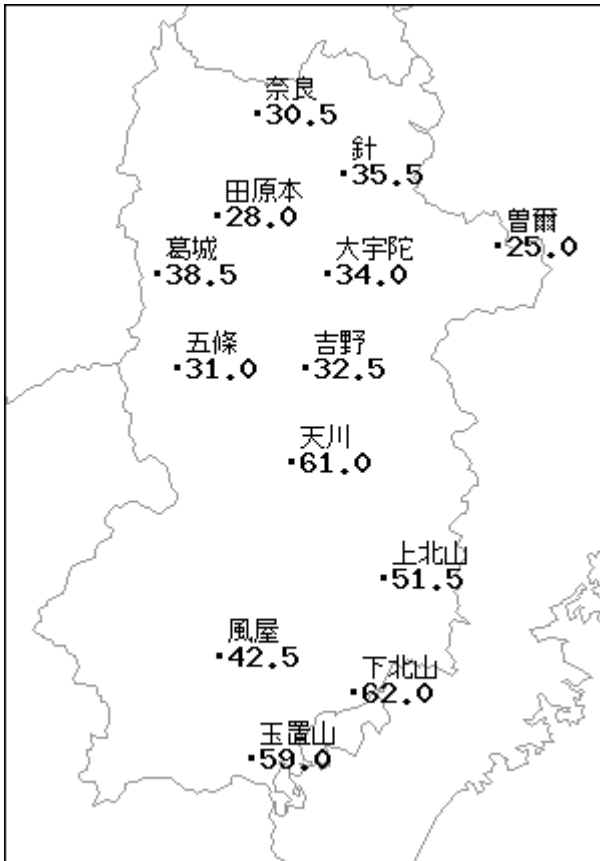 奈良
30.5
針
35.5
田原本
28.0
曽爾
25.0
葛城
38.5
大宇陀
34.0
五條
31.0
吉野
32.5
天川
61.0
上北山
51.5
風屋
42.5
下北山
62.0
玉置山
59.0